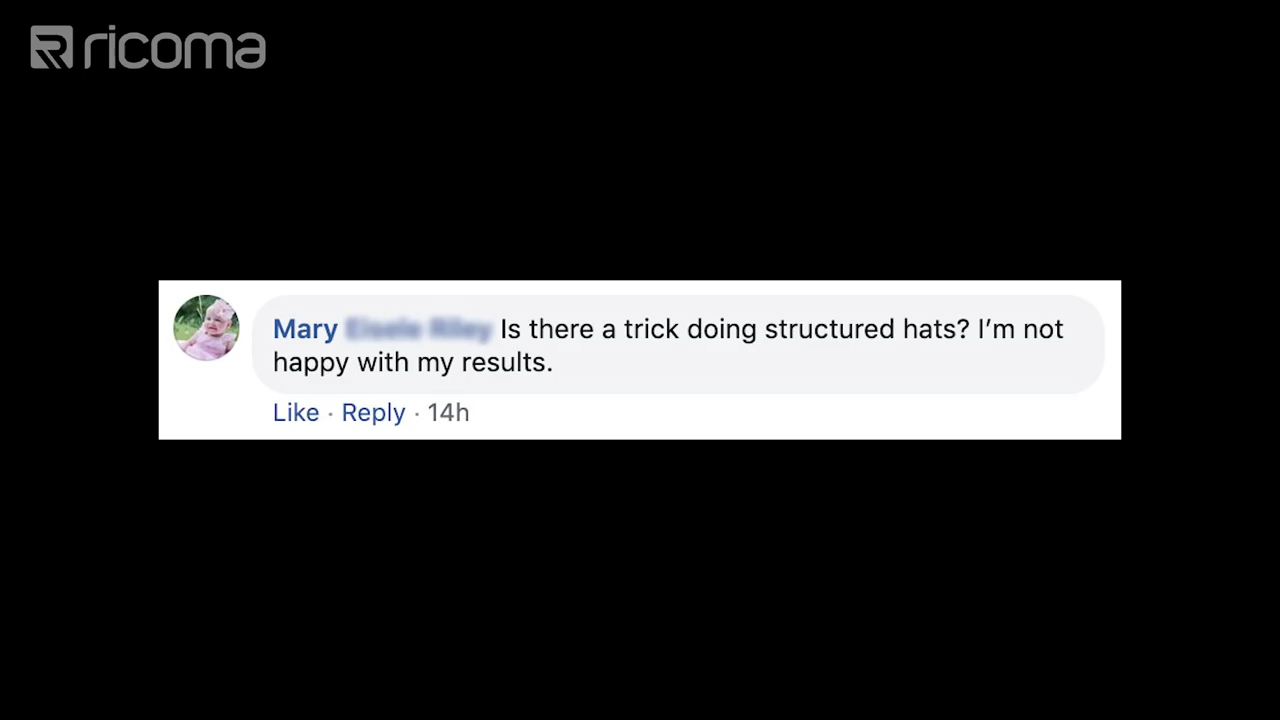 ricoma
Mary Is there a trick doing structured hats? I’m not
happy with my results.
Like · Reply · 14h